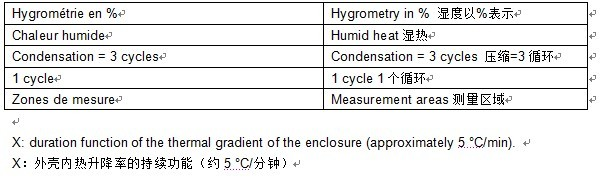 Hygrométrie en % Hygrometry in % 湿度以%表示
Chaleur humide Humid heat 湿热
Condensation = 3 cycles Condensation = 3 cycles 压缩=3循环
1 cycle 1 cycle 1个循环
Zones de mesure Measurement areas 测量区域
X: duration function of the thermal gradient of the enclosure (approximately 5 °C/min).
X：外壳内热升降率的持续功能（约 5 °C/分钟）